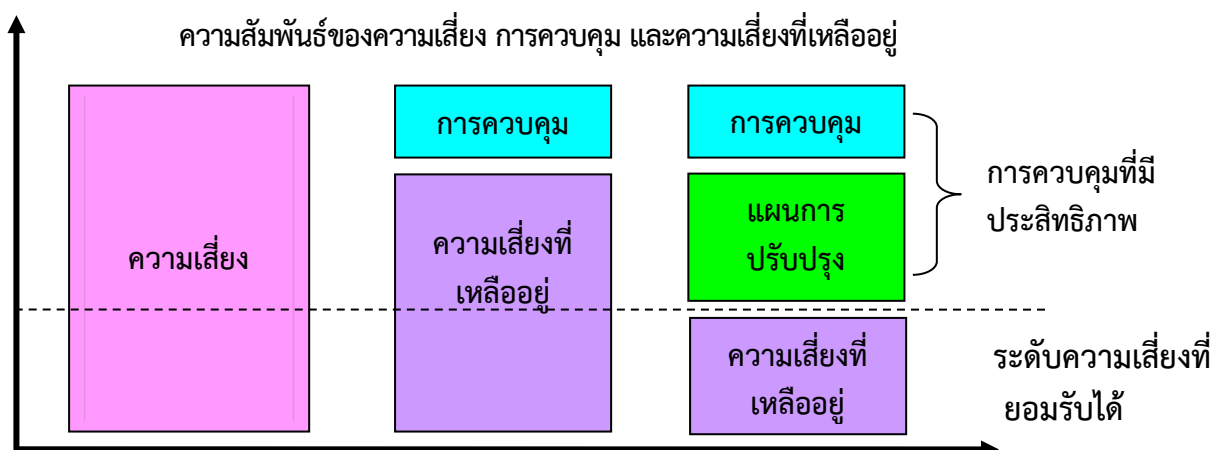 ความสัมพันธ์ของความเสี่ยง การควบคุม และความเสี่ยงที่เหลืออยู่
ความเสี่ยง
การควบคุม
ความเสี่ยงที่
เหลืออยู่
การควบคุม
แผนการ
ปรับปรุง
ความเสี่ยงที่
เหลืออยู่
การควบคุมที่มี
ประสิทธิภาพ
ระดับความเสี่ยงที่
ยอมรับได้